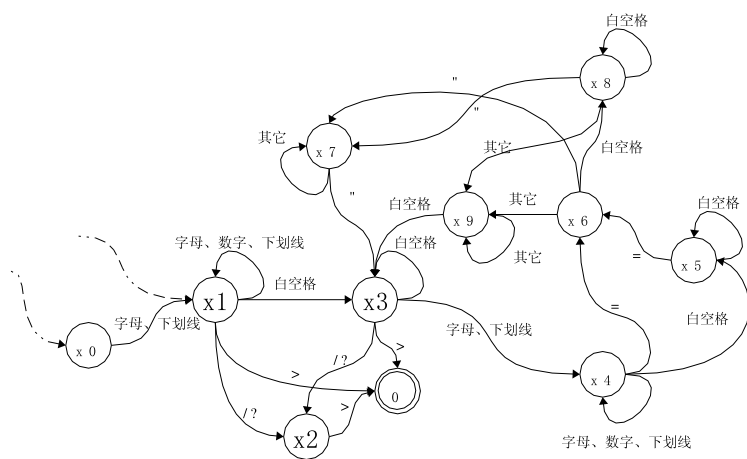 白空格
x 8
"
"
其它
x 7
其它
白空格
"
白空格
其它
白空格
x 9
x 6
白空格
字母、数字、下划线
其它
=
x 5
白空格
x1
x3
=
字母、下划线
字母、下划线
白空格
x 0
/?
>
>
x 4
0
/?
>
x2
字母、数字、下划线